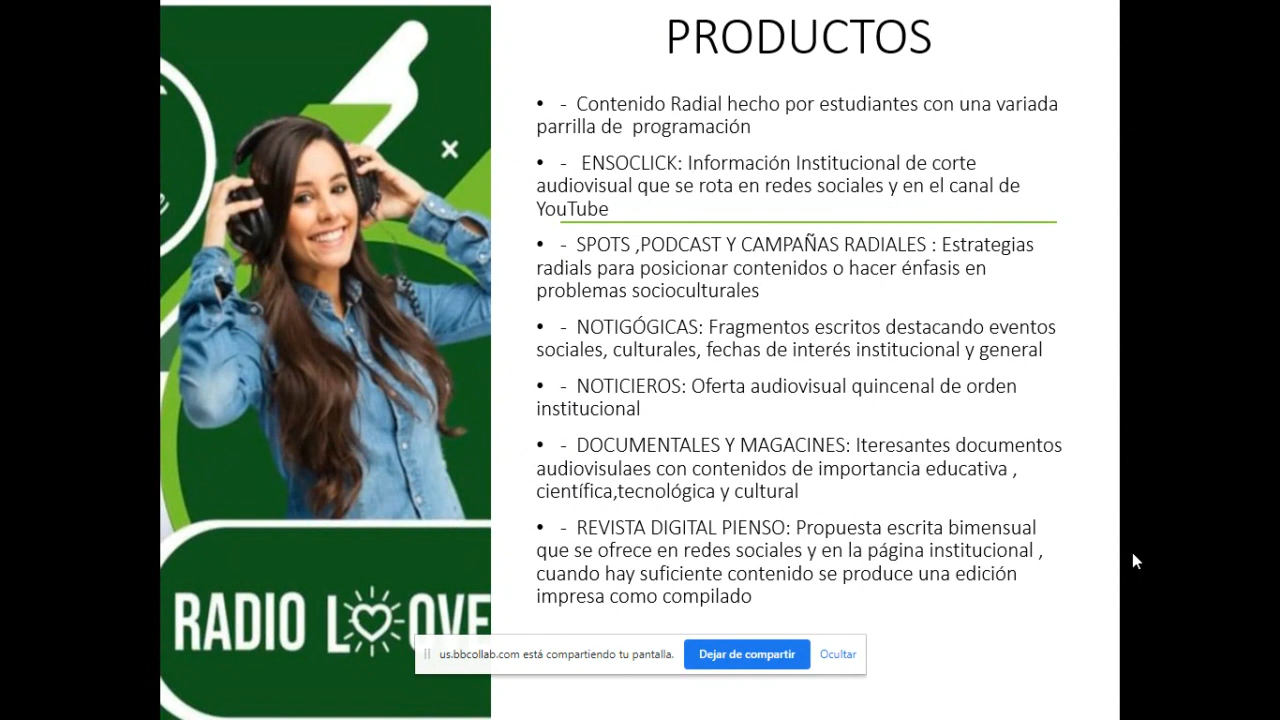 PRODUCTOS
• - Contenido Radial hecho por estudiantes con una variada
parrilla de programación
• - ENSOCLICK: Información Institucional de corte
audiovisual que se rota en redes sociales y en el canal de
YouTube
• - SPOTS ,PODCAST Y CAMPAÑAS RADIALES : Estrategias
radials para posicionar contenidos o hacer énfasis en
problemas socioculturales
• - NOTIGÓGICAS: Fragmentos escritos destacando eventos
sociales, culturales, fechas de interés institucional y general
• - NOTICIEROS: Oferta audiovisual quincenal de orden
institucional
• - DOCUMENTALES Y MAGACINES: Iteresantes documentos
audiovisulaes con contenidos de importancia educativa ,
científica,tecnológica y cultural
• - REVISTA DIGITAL PIENSO: Propuesta escrita bimensual
que se ofrece en redes sociales y en la página institucional ,
cuando hay suficiente contenido se produce una edición
impresa como compilado
RADIO LOVE
us.bbcollab.com está compartiendo tu pantalla. Dejar de compartir Ocultar